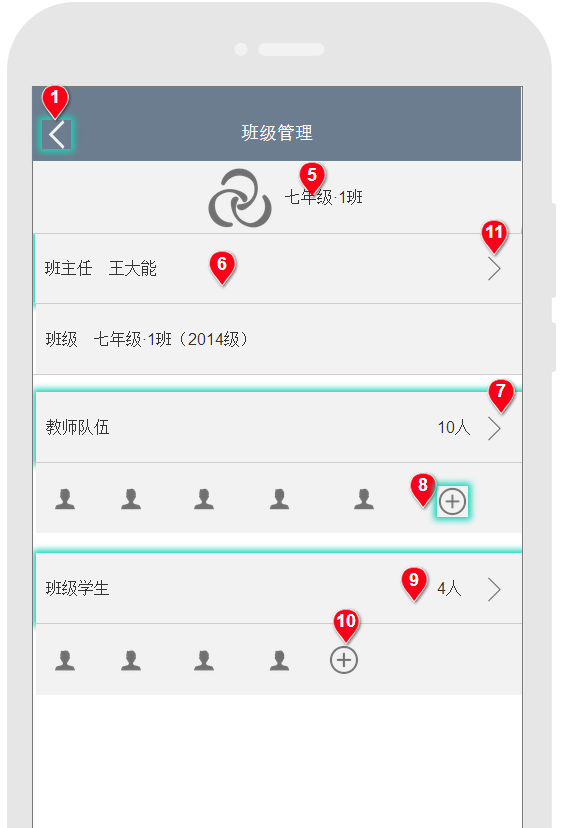 1
班级管理
5
七年级·1班
11
班主任 王大能
6
班级 七年级·1班（2014级）
7
教师队伍 10人
8
9
班级学生 4人
10